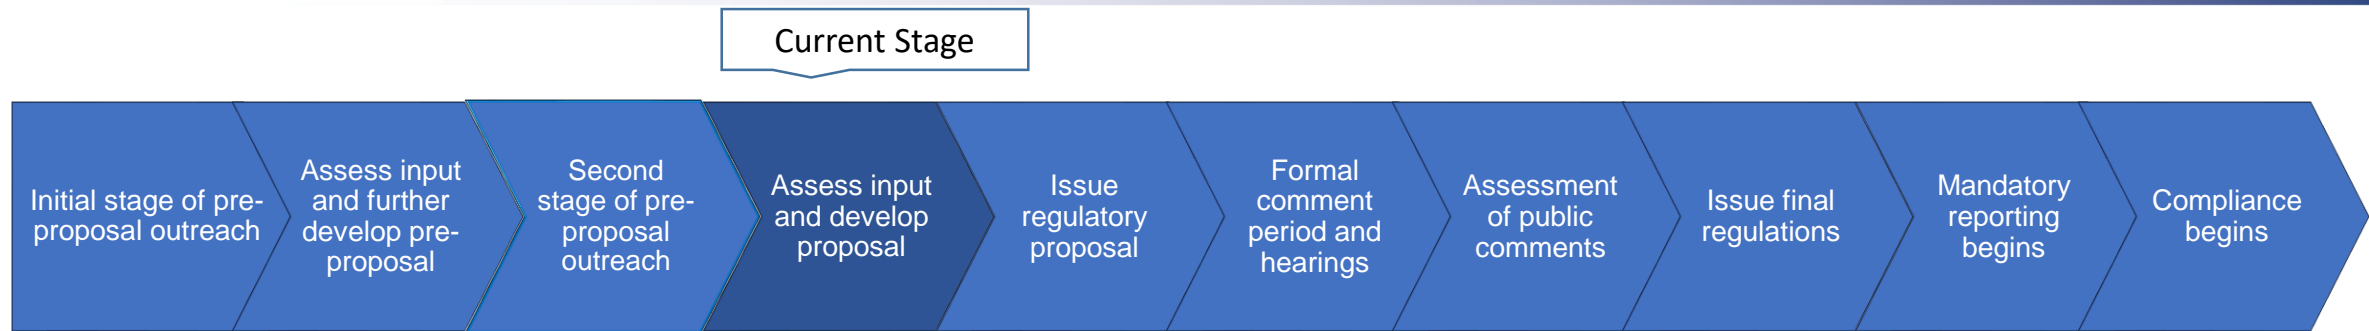 Current Stage
Initial stage of pre-
proposal outreach
Assess input
and further
develop pre-
proposal
Second
stage of pre-
proposal
outreach
Assess input
and develop
proposal
Issue
regulatory
proposal
Formal
comment
period and
hearings
Assessment
of public
comments
Issue final
regulations
Mandatory
reporting
begins
Compliance
begins